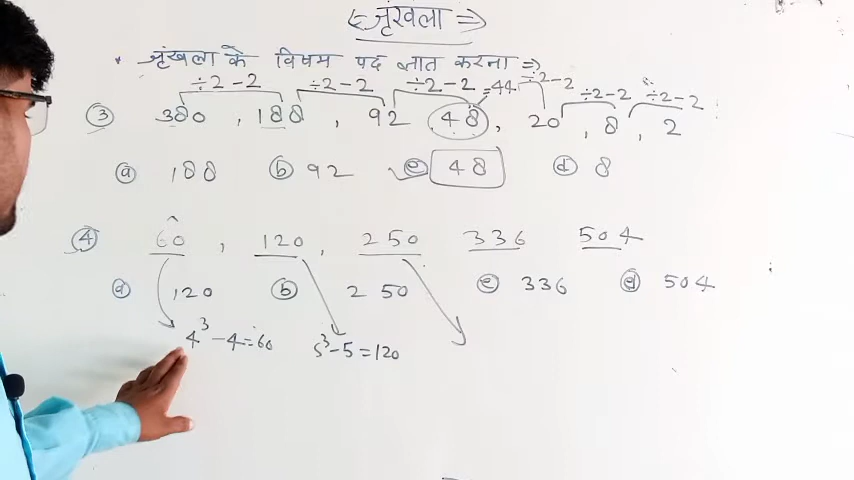 ⇐ शृंखला ⇒
* शृंखला के विषम पद ज्ञात करना ⇒
÷2-2 ÷2-2 ÷2-2 =44 ÷2-2 ÷2-2 ÷2-2
③ 380 , 188 , 92 48 , 20 , 8 , 2
ⓐ 188 ⓑ 92 ⓒ 48 ⓓ 8
④ 60 , 120 , 250 336 504
ⓐ 120 ⓑ 250 ⓒ 336 ⓓ 504
4³-4=60 5³-5=120